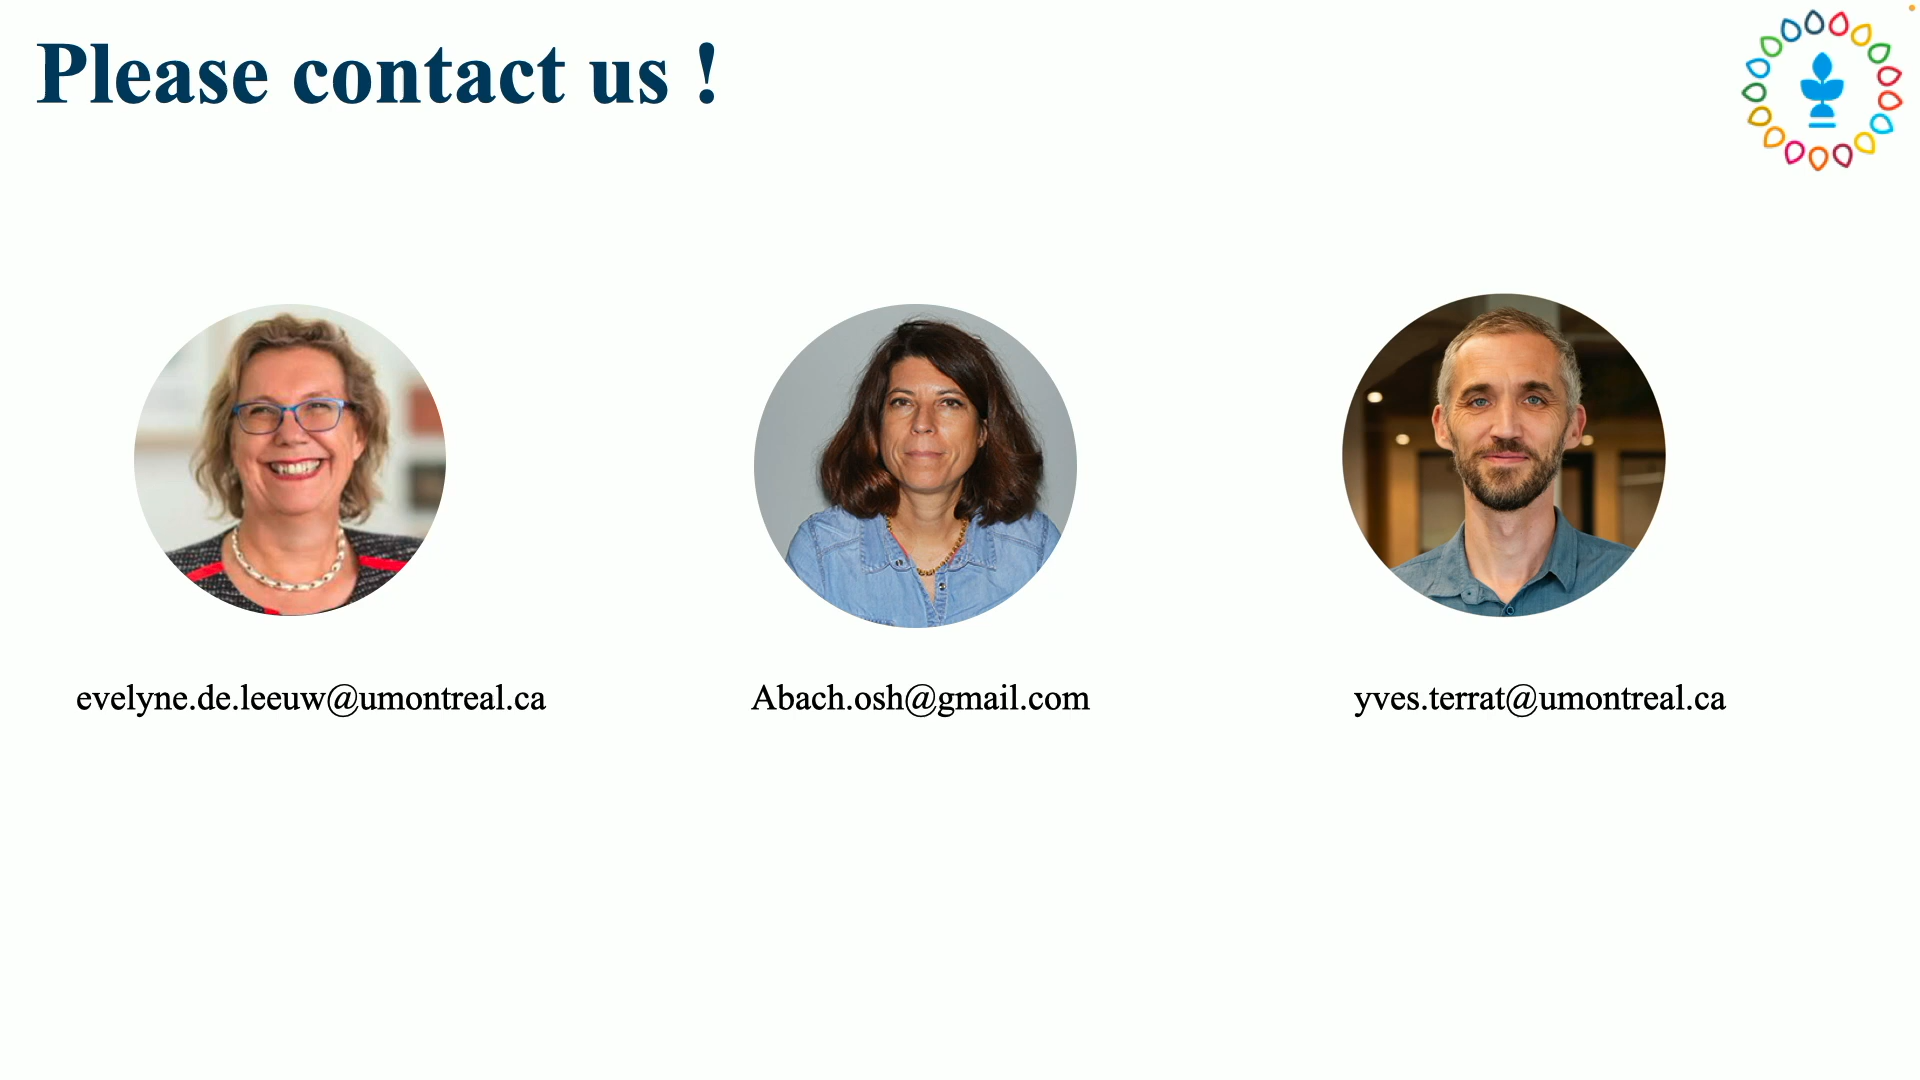 Please contact us !
evelyne.de.leeuw@umontreal.ca
Abach.osh@gmail.com
yves.terrat@umontreal.ca